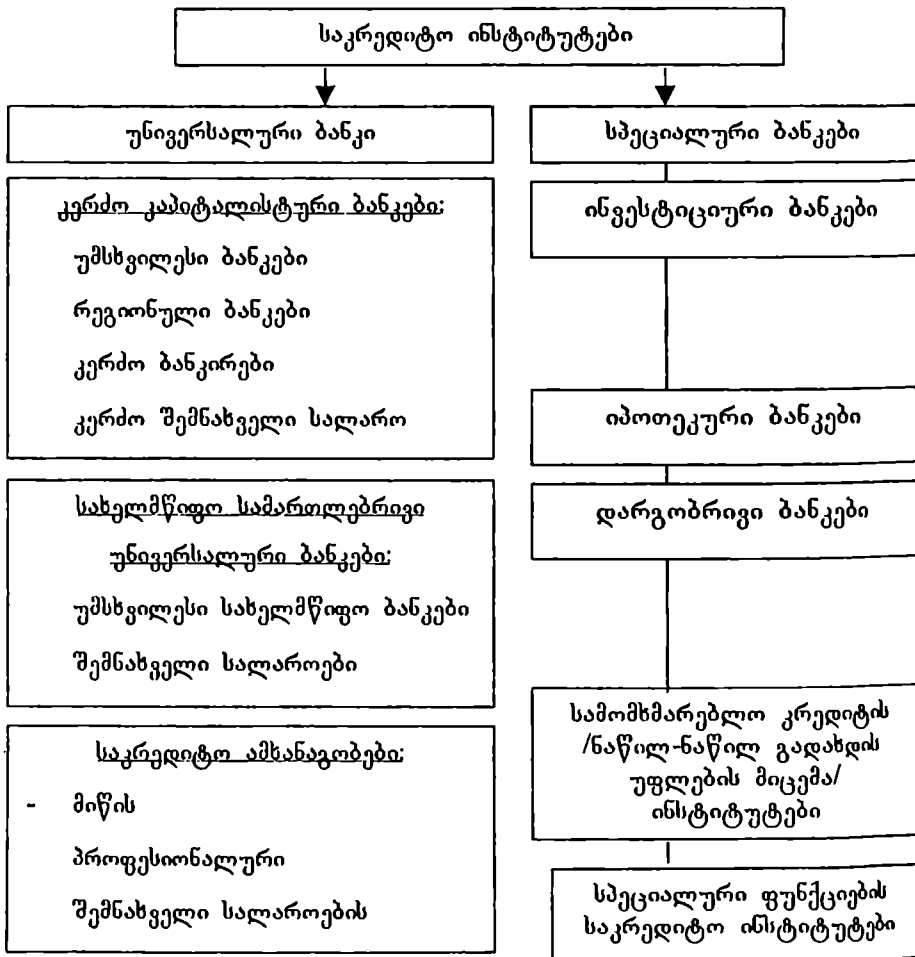 საკრედიტო ინსტიტუტები
უნივერსალური ბანკი
კერძო კაპიტალისტური ბანკები:
უმსხვილესი ბანკები
რეგიონული ბანკები
კერძო ბანკირები
კერძო შემნახველი სალარო
სახელმწიფო სამართლებრივი
უნივერსალური ბანკები:
უმსხვილესი სახელმწიფო ბანკები
შემნახველი სალაროები
საკრედიტო ამხანაგობები:
- მიწის
პროფესიონალური
შემნახველი სალაროების
სპეციალური ბანკები
ინვესტიციური ბანკები
იპოთეკური ბანკები
დარგობრივი ბანკები
სამომხმარებლო კრედიტის
/ნაწილ-ნაწილ გადახდის
უფლების მიცემა/
ინსტიტუტები
სპეციალური ფუნქციების
საკრედიტო ინსტიტუტები